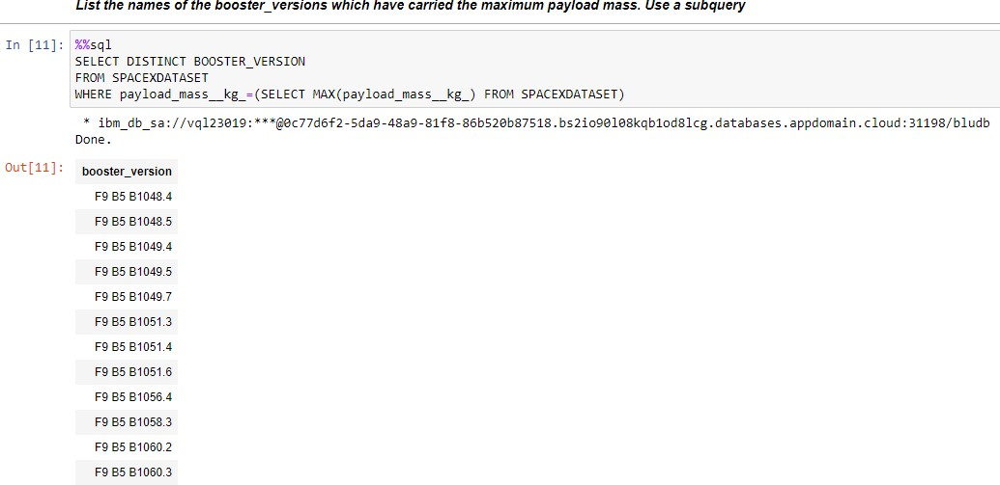 List the names of the booster_versions which have carried the maximum payload mass. Use a subquery
In [11]: %%sql
SELECT DISTINCT BOOSTER_VERSION
FROM SPACEXDATASET
WHERE payload_mass__kg_=(SELECT MAX(payload_mass__kg_) FROM SPACEXDATASET)
* ibm_db_sa://vql23019:***@0c77d6f2-5da9-48a9-81f8-86b520b87518.bs2io90l08kqb1od8lcg.databases.appdomain.cloud:31198/bludb
Done.
Out[11]: booster_version
F9 B5 B1048.4
F9 B5 B1048.5
F9 B5 B1049.4
F9 B5 B1049.5
F9 B5 B1049.7
F9 B5 B1051.3
F9 B5 B1051.4
F9 B5 B1051.6
F9 B5 B1056.4
F9 B5 B1058.3
F9 B5 B1060.2
F9 B5 B1060.3